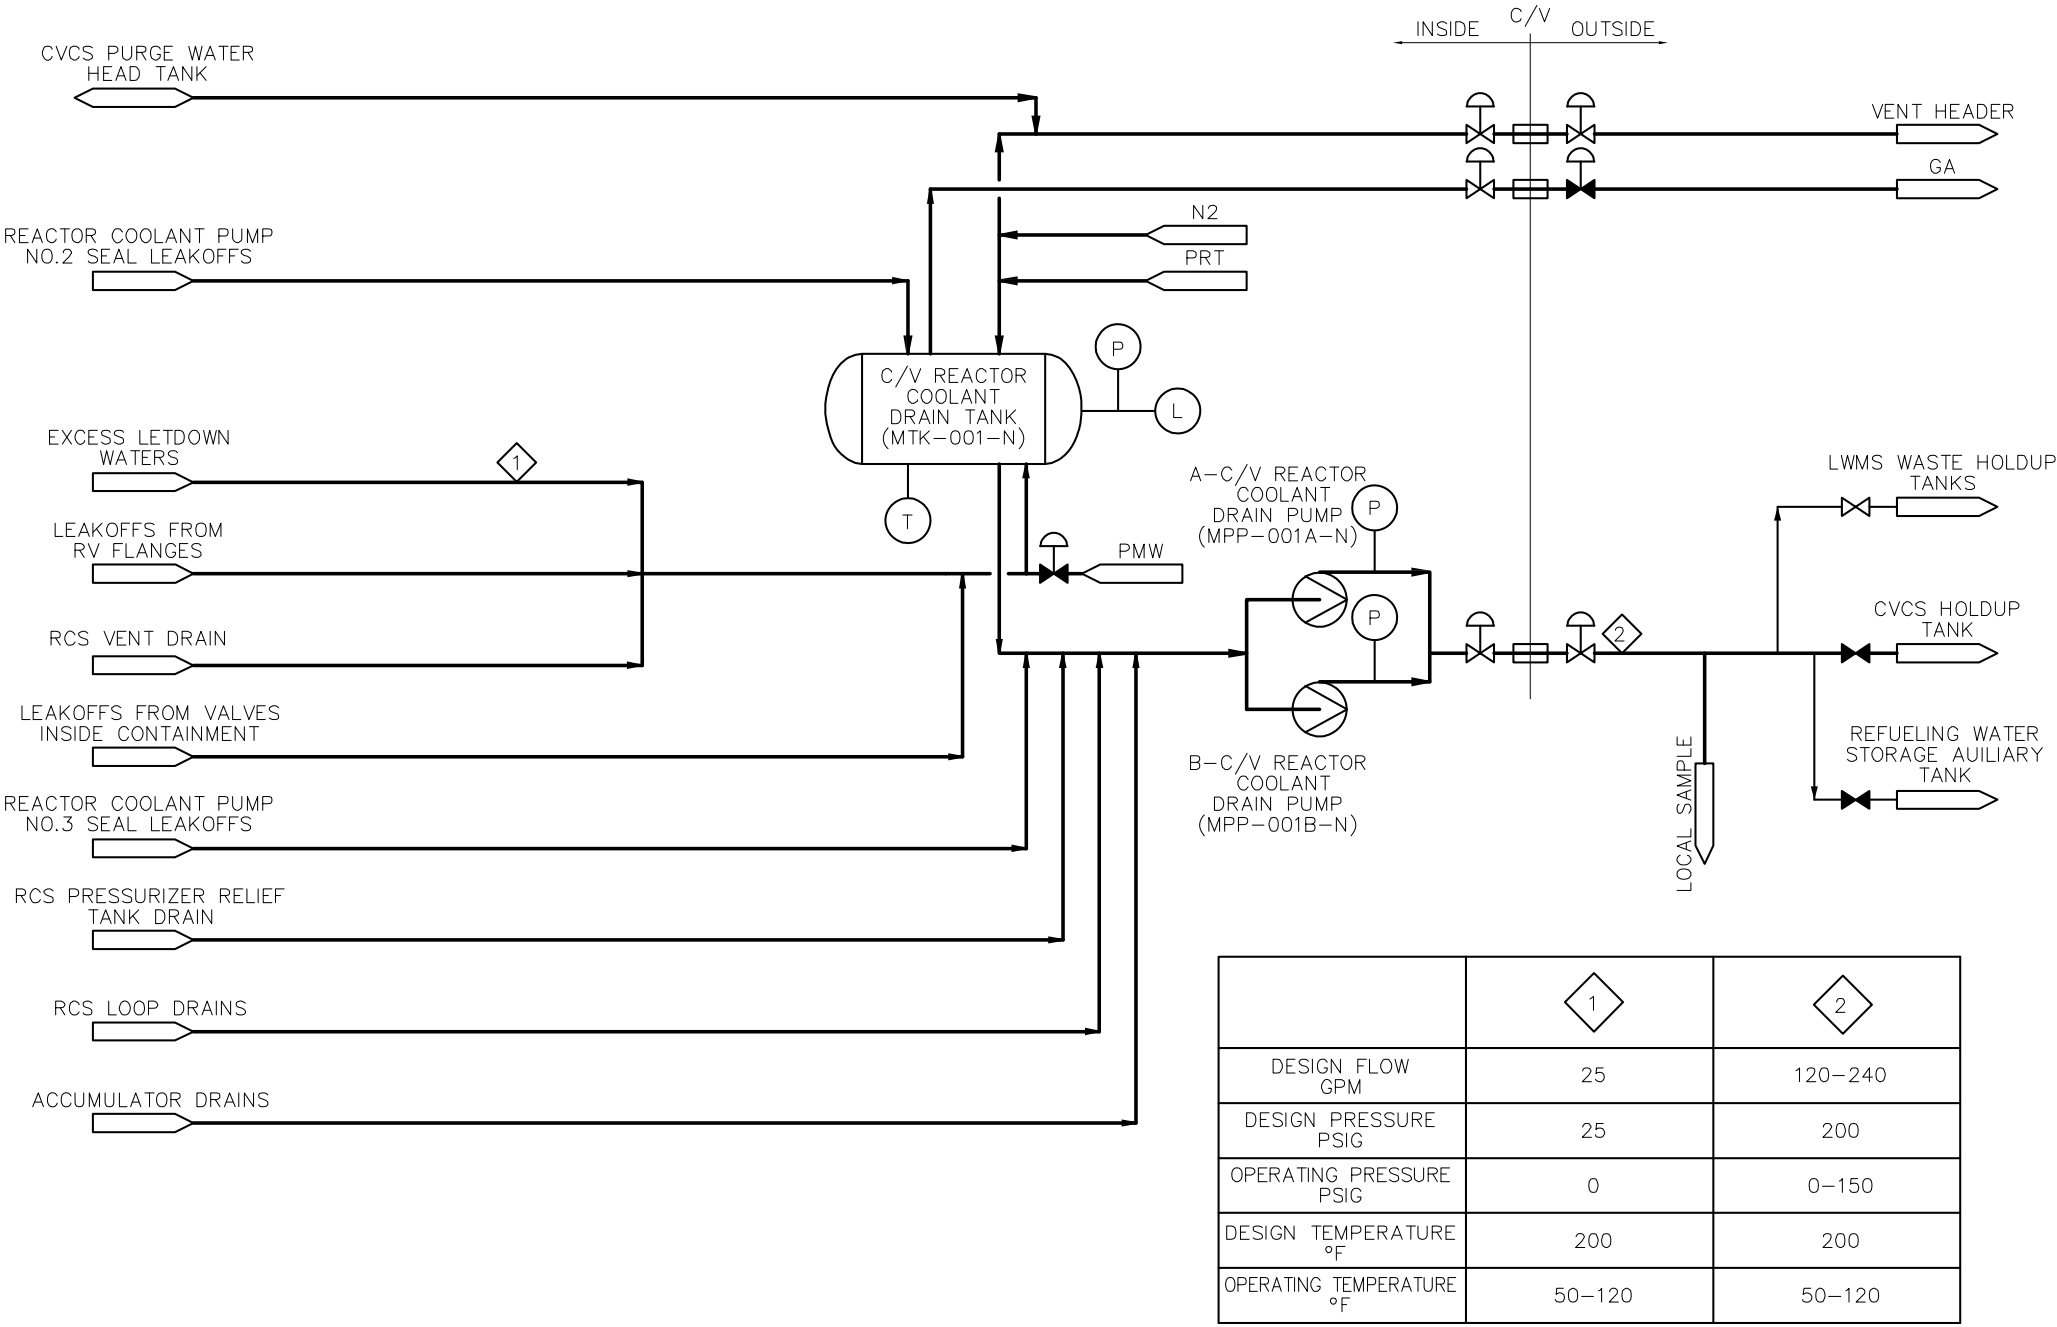 C/V
INSIDE
OUTSIDE
CVCS PURGE WATER
HEAD TANK
VENT HEADER
GA
N2
REACTOR COOLANT PUMP
NO.2 SEAL LEAKOFFS
PRT
P
C/V REACTOR
COOLANT
DRAIN TANK
(MTK-001-N)
L
T
EXCESS LETDOWN
WATERS
1
LEAKOFFS FROM
RV FLANGES
RCS VENT DRAIN
LEAKOFFS FROM VALVES
INSIDE CONTAINMENT
REACTOR COOLANT PUMP
NO.3 SEAL LEAKOFFS
RCS PRESSURIZER RELIEF
TANK DRAIN
RCS LOOP DRAINS
ACCUMULATOR DRAINS
PMW
A-C/V REACTOR
COOLANT
DRAIN PUMP
(MPP-001A-N)
P
P
B-C/V REACTOR
COOLANT
DRAIN PUMP
(MPP-001B-N)
2
LWMS WASTE HOLDUP
TANKS
CVCS HOLDUP
TANK
REFUELING WATER
STORAGE AUILIARY
TANK
LOCAL SAMPLE
1 2
DESIGN FLOW
GPM
25 120-240
DESIGN PRESSURE
PSIG
25 200
OPERATING PRESSURE
PSIG
0 0-150
DESIGN TEMPERATURE
°F
200 200
OPERATING TEMPERATURE
°F
50-120 50-120